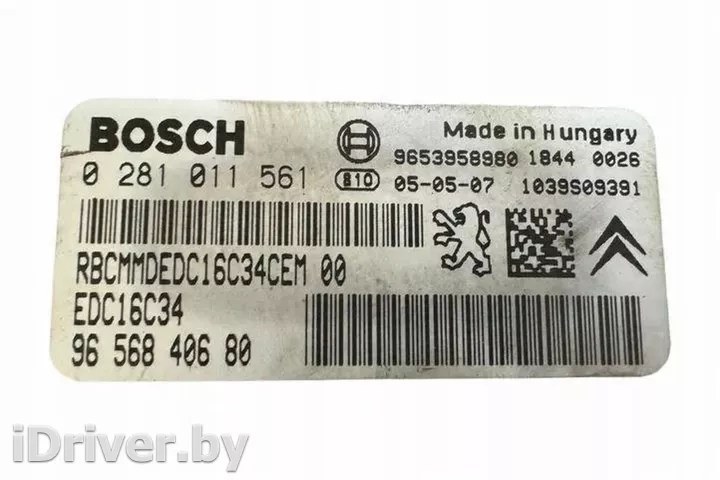 BOSCH
Made in Hungary
0 281 011 561
9653958980 1844 0026
810 05-05-07 1039S09391
RBCMMDEDC16C34CEM 00
EDC16C34
96 568 406 80
iDriver.by